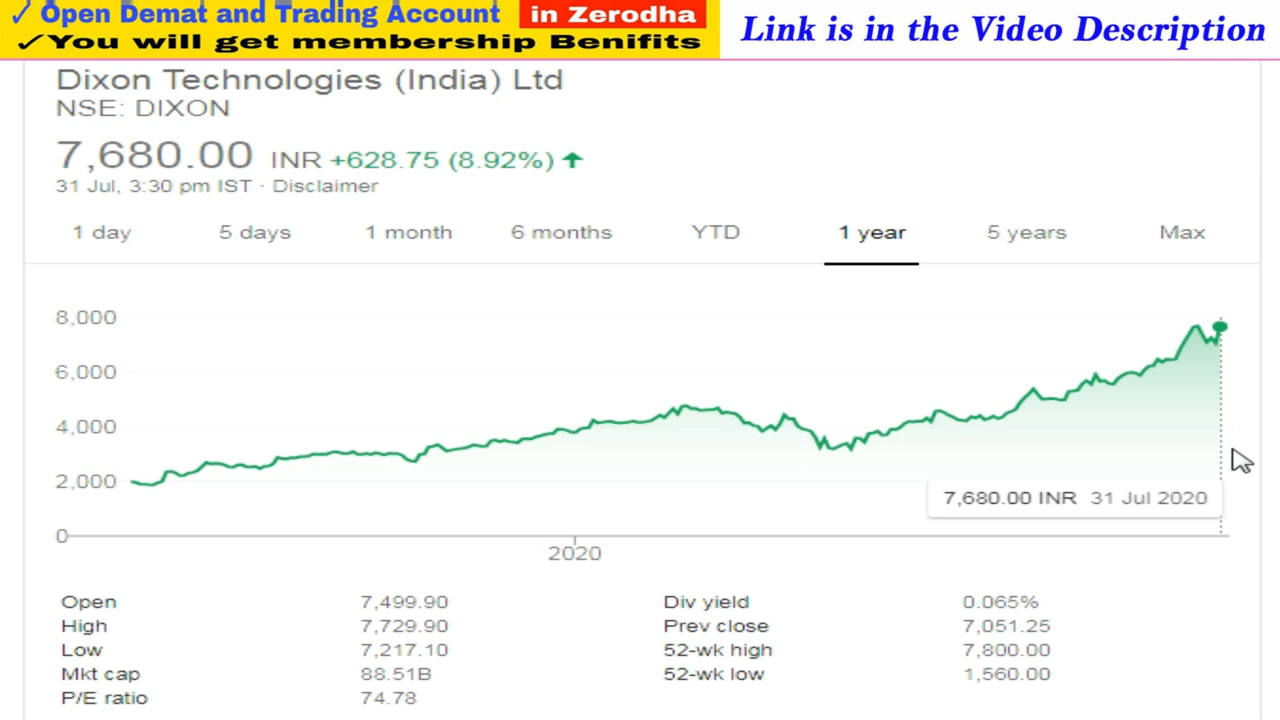 ✓ Open Demat and Trading Account in Zerodha
✓You will get membership Benifits
Link is in the Video Description
Dixon Technologies (India) Ltd
NSE: DIXON
7,680.00 INR +628.75 (8.92%) ↑
31 Jul, 3:30 pm IST · Disclaimer
1 day 5 days 1 month 6 months YTD 1 year 5 years Max
8,000
6,000
4,000
2,000
0
7,680.00 INR 31 Jul 2020
2020
Open 7,499.90 Div yield 0.065%
High 7,729.90 Prev close 7,051.25
Low 7,217.10 52-wk high 7,800.00
Mkt cap 88.51B 52-wk low 1,560.00
P/E ratio 74.78